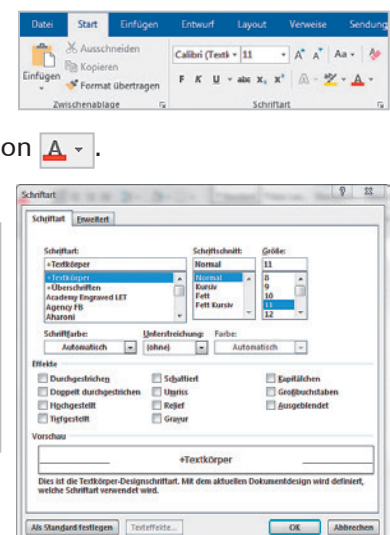 Datei Start Einfügen Entwurf Layout Verweise Sendung
Ausschneiden
Kopieren
Format übertragen
Einfügen
Zwischenablage
Calibri (Textk 11 A A Aa
F K U abc X₂ X² A A
Schriftart
on A .
Schriftart
Schriftart Erweitert
Schriftart: Schriftschnitt: Größe:
+Textkörper Normal 11
+Textkörper Normal 8
+Überschriften Kursiv 9
Academy Engraved LET Fett 10
Agency FB Fett Kursiv 11
Aharoni 12
Schriftfarbe: Unterstreichung: Farbe:
Automatisch (ohne) Automatisch
Effekte
Durchgestrichen Schattiert Kapitälchen
Doppelt durchgestrichen Umriss Großbuchstaben
Hochgestellt Relief Ausgeblendet
Tiefgestellt Gravur
Vorschau
+Textkörper
Dies ist die Textkörper-Designschriftart. Mit dem aktuellen Dokumentdesign wird definiert,
welche Schriftart verwendet wird.
Als Standard festlegen Texteffekte... OK Abbrechen